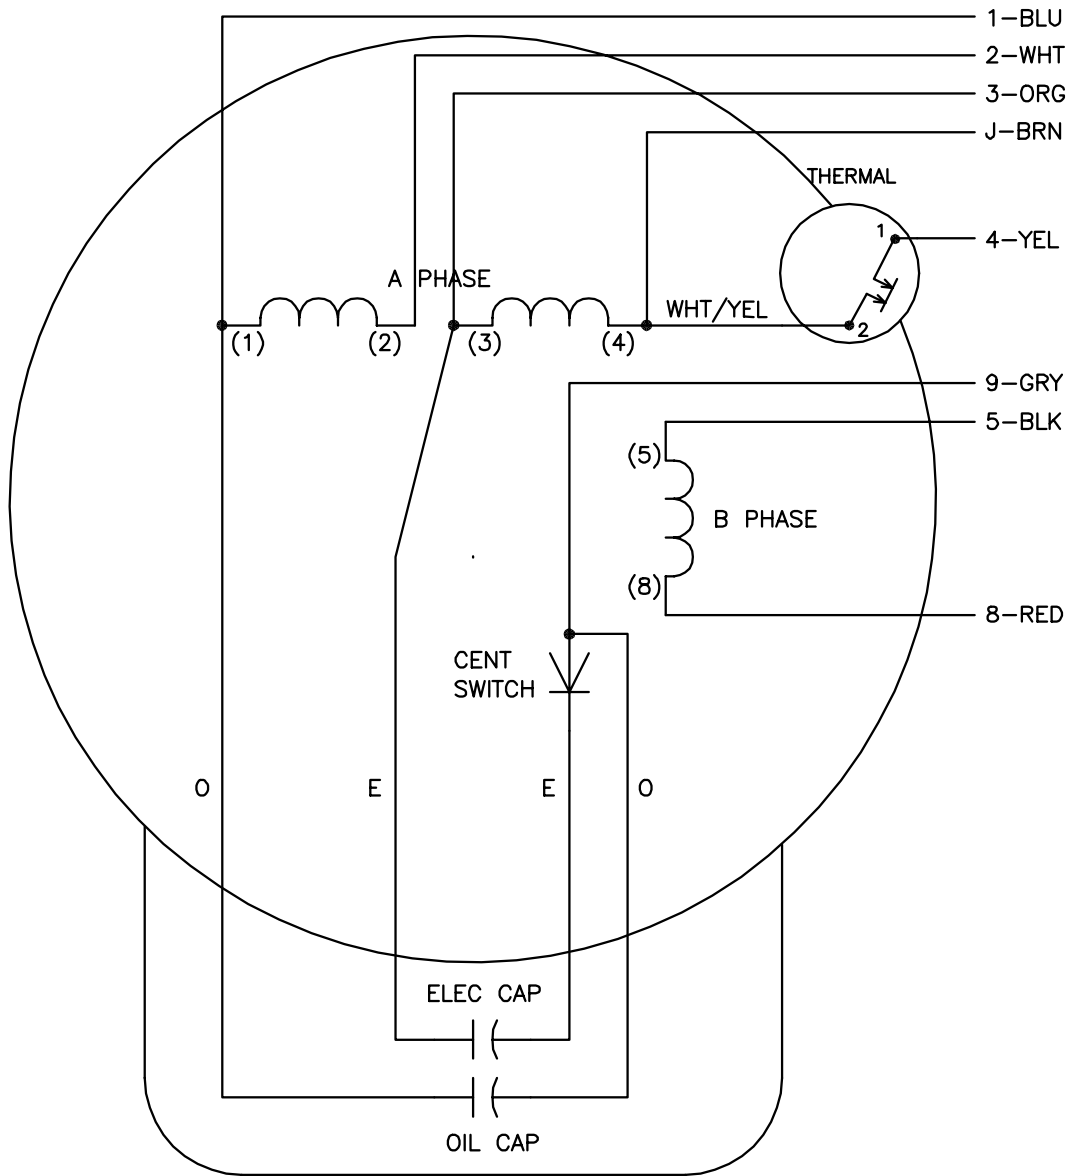 1-BLU
2-WHT
3-ORG
J-BRN
THERMAL
1
4-YEL
A PHASE
WHT/YEL
2
(1)
(2)
(3)
(4)
9-GRY
5-BLK
(5)
B PHASE
(8)
8-RED
CENT
SWITCH
O
E
E
O
ELEC CAP
OIL CAP